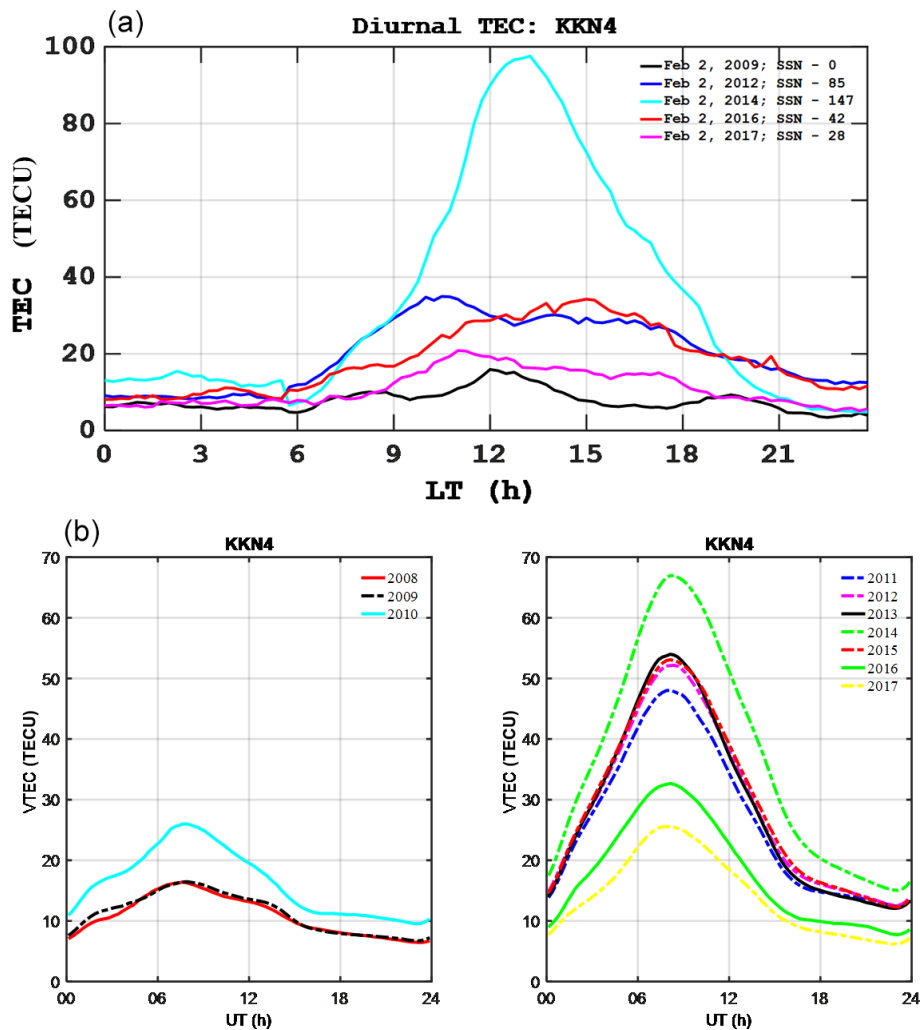 (a)
Diurnal TEC: KKN4
100
80
60
40
20
0
TEC (TECU)
Feb 2, 2009; SSN - 0
Feb 2, 2012; SSN - 85
Feb 2, 2014; SSN - 147
Feb 2, 2016; SSN - 42
Feb 2, 2017; SSN - 28
0 3 6 9 12 15 18 21
LT (h)
(b)
KKN4
70
60
50
40
30
20
10
0
VTEC (TECU)
2008
2009
2010
00 06 12 18 24
UT (h)
KKN4
70
60
50
40
30
20
10
0
VTEC (TECU)
2011
2012
2013
2014
2015
2016
2017
00 06 12 18 24
UT (h)